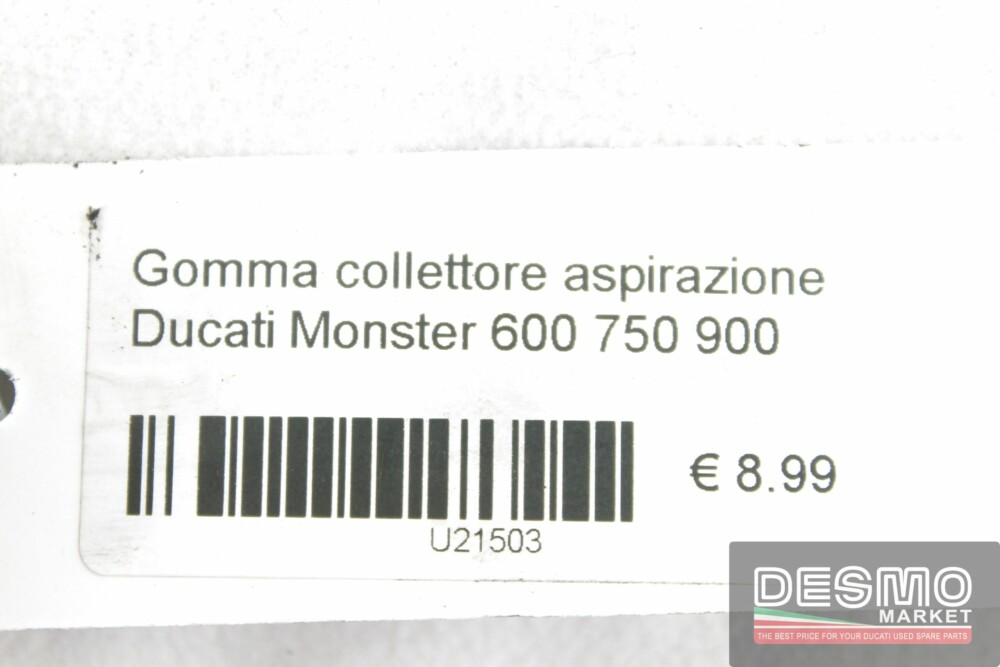 Gomma collettore aspirazione
Ducati Monster 600 750 900
€ 8.99
U21503
DESMO
MARKET
THE BEST PRICE FOR YOUR DUCATI USED SPARE PARTS